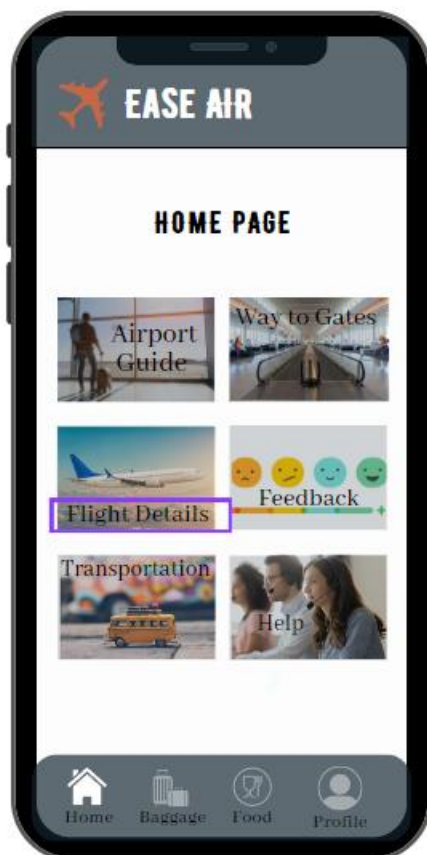 EASE AIR
HOME PAGE
Airport
Guide
Way to Gates
Flight Details
Feedback
Transportation
Help
Home
Baggage
Food
Profile